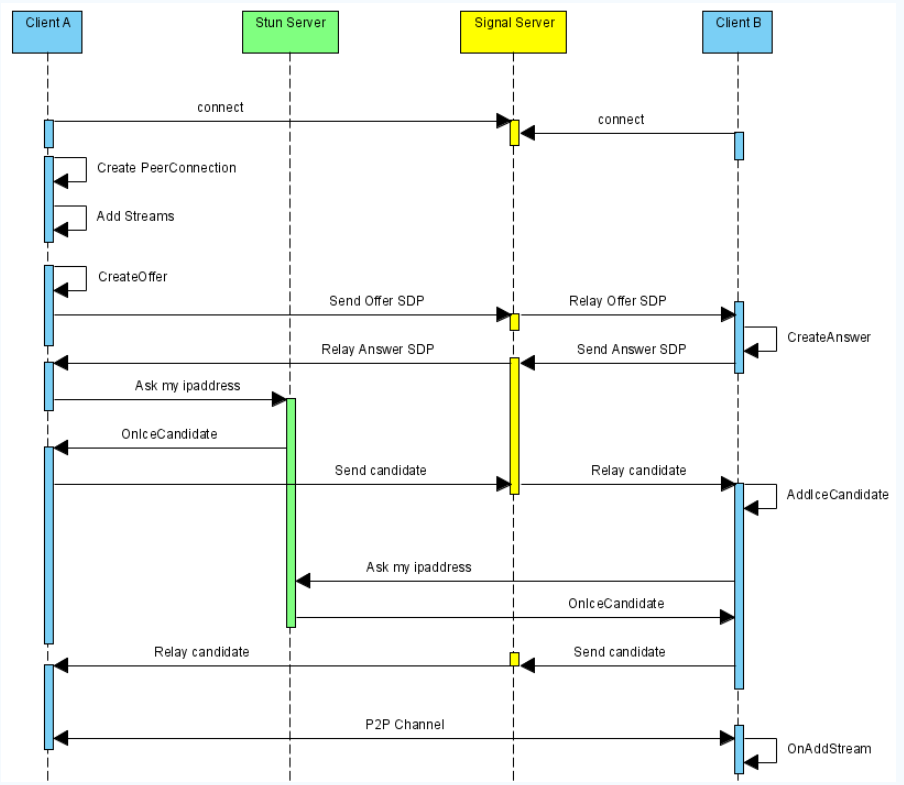 Client A
Stun Server
Signal Server
Client B
connect
connect
Create PeerConnection
Add Streams
CreateOffer
Send Offer SDP
Relay Offer SDP
CreateAnswer
Relay Answer SDP
Send Answer SDP
Ask my ipaddress
OnIceCandidate
Send candidate
Relay candidate
AddIceCandidate
Ask my ipaddress
OnIceCandidate
Relay candidate
Send candidate
P2P Channel
OnAddStream